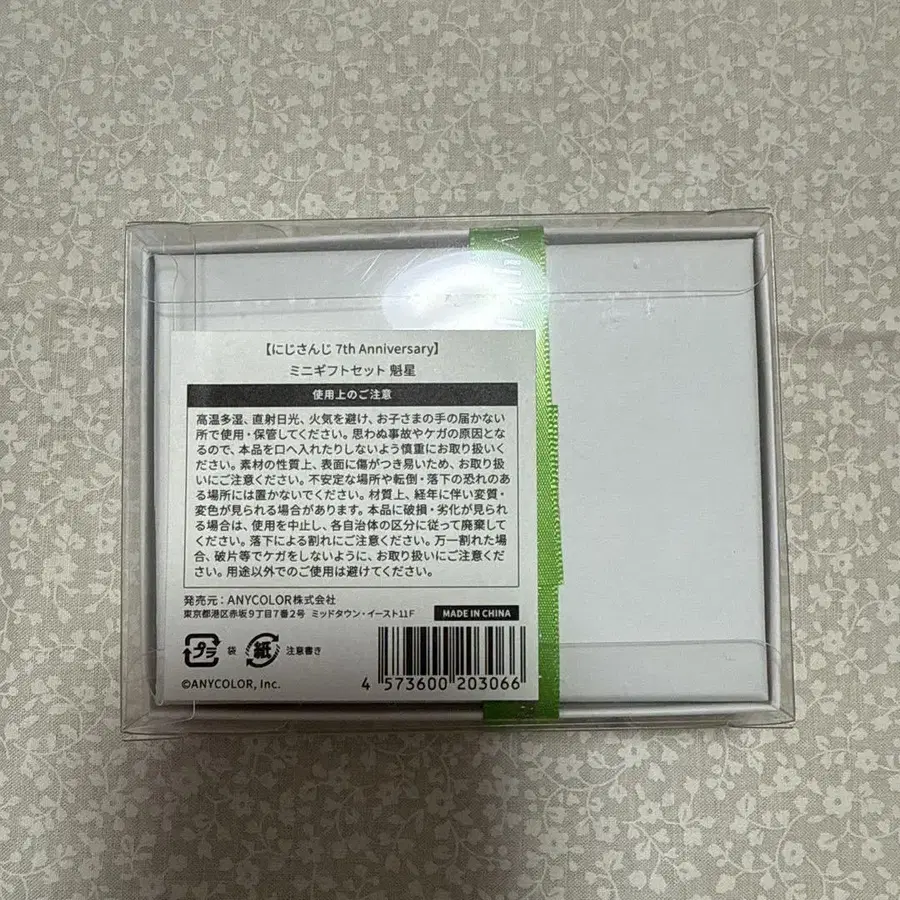 【にじさんじ 7th Anniversary】
ミニギフトセット 魁星
使用上のご注意
高温多湿、直射日光、火気を避け、お子さまの手の届かない
所で使用・保管してください。思わぬ事故やケガの原因とな
るので、本品を口へ入れたりしないよう慎重にお取り扱いく
ださい。素材の性質上、表面に傷がつき易いため、お取り扱
いにご注意ください。不安定な場所や転倒・落下の恐れのあ
る場所には置かないでください。材質上、経年に伴い変質・
変色が見られる場合があります。本品に破損・劣化が見られ
る場合は、使用を中止し、各自治体の区分に従って廃棄して
ください。落下による割れにご注意ください。万一割れた場
合、破片等でケガをしないように、お取り扱いにご注意くだ
さい。用途以外でのご使用は避けてください。
発売元：ANYCOLOR株式会社
東京都港区赤坂9丁目7番2号 ミッドタウン・イースト11F
MADE IN CHINA
プラ 袋 紙 注意書き
©ANYCOLOR, Inc.
4 573600 203066